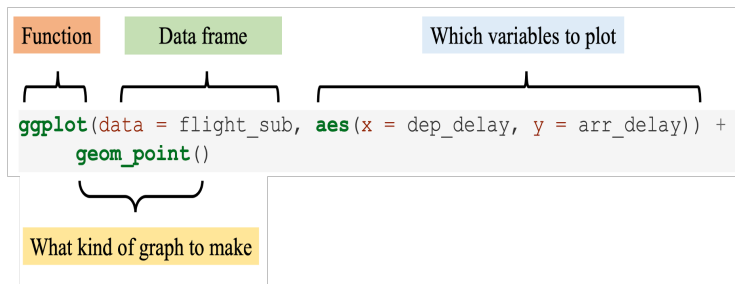 Function Data frame Which variables to plot
ggplot(data = flight_sub, aes(x = dep_delay, y = arr_delay)) +
geom_point()
What kind of graph to make